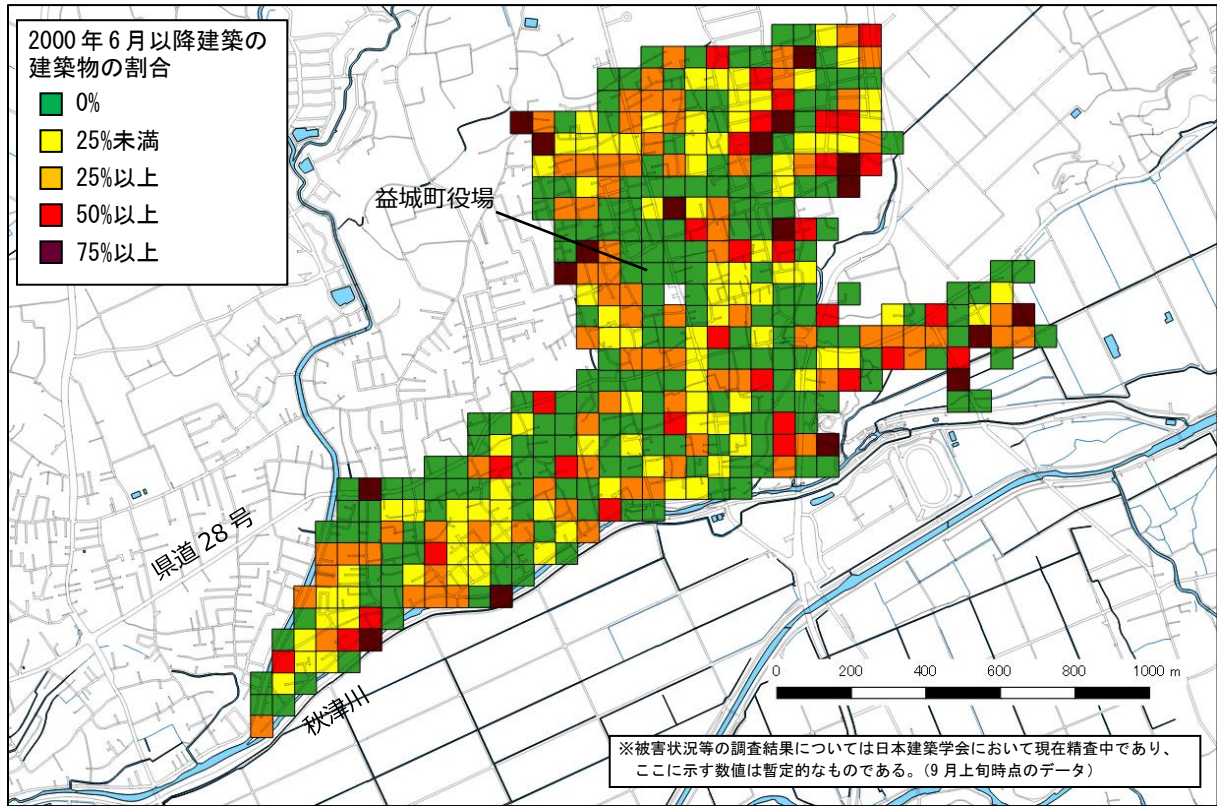 2000年6月以降建築の
建築物の割合
0%
25%未満
25%以上
50%以上
75%以上
益城町役場
県道28号
秋津川
0 200 400 600 800 1000 m
※被害状況等の調査結果については日本建築学会において現在精査中であり、
ここに示す数値は暫定的なものである。(9月上旬時点のデータ)